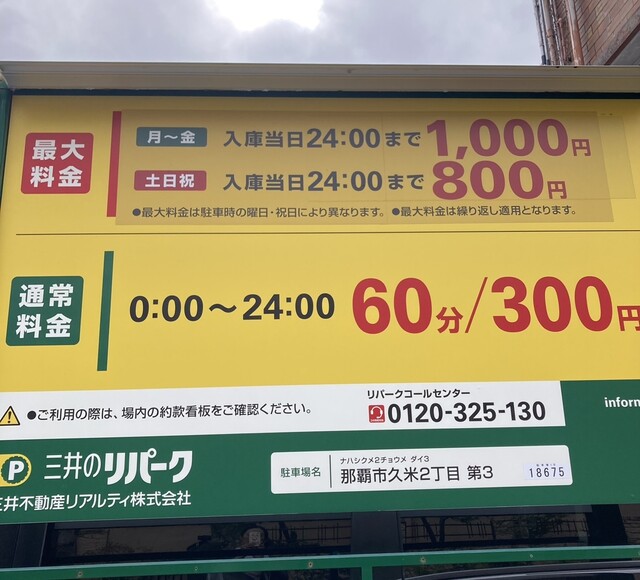 最大料金
月～金 入庫当日24:00まで 1,000円
土日祝 入庫当日24:00まで 800円
●最大料金は駐車時の曜日・祝日により異なります。 ●最大料金は繰り返し適用となります。
通常料金
0:00～24:00 60分/300円
●ご利用の際は、場内の約款看板をご確認ください。
リパークコールセンター
0120-325-130
inform
P 三井のリパーク
三井不動産リアルティ株式会社
駐車場名
ナハシクメ2チョウメ ダイ3
那覇市久米2丁目 第3
18675